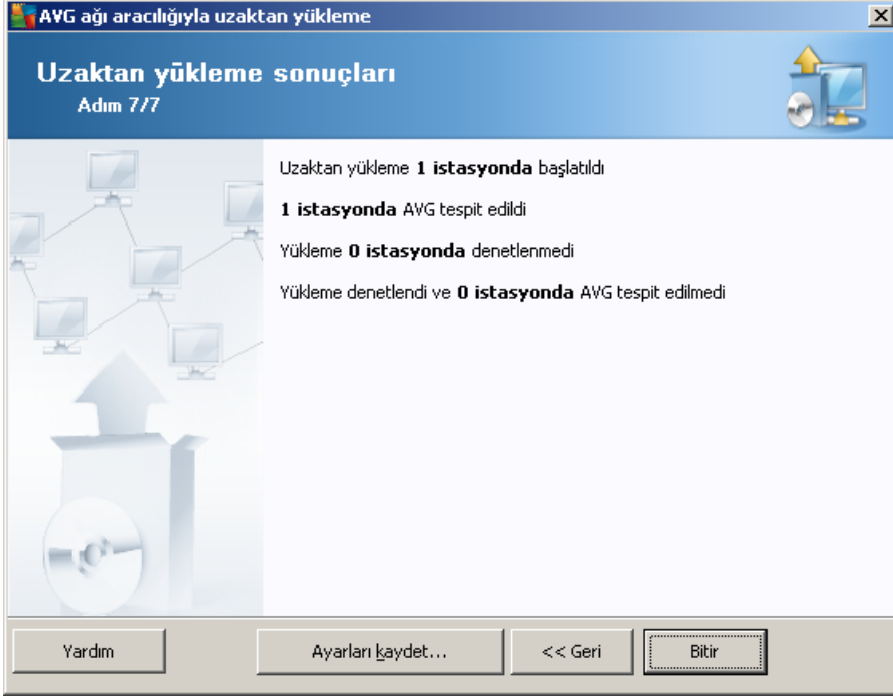 AVG ağı aracılığıyla uzaktan yükleme
Uzaktan yükleme sonuçları
Adım 7/7
Uzaktan yükleme 1 istasyonda başlatıldı
1 istasyonda AVG tespit edildi
Yükleme 0 istasyonda denetlenmedi
Yükleme denetlendi ve 0 istasyonda AVG tespit edilmedi
Yardım
Ayarları kaydet...
<< Geri
Bitir